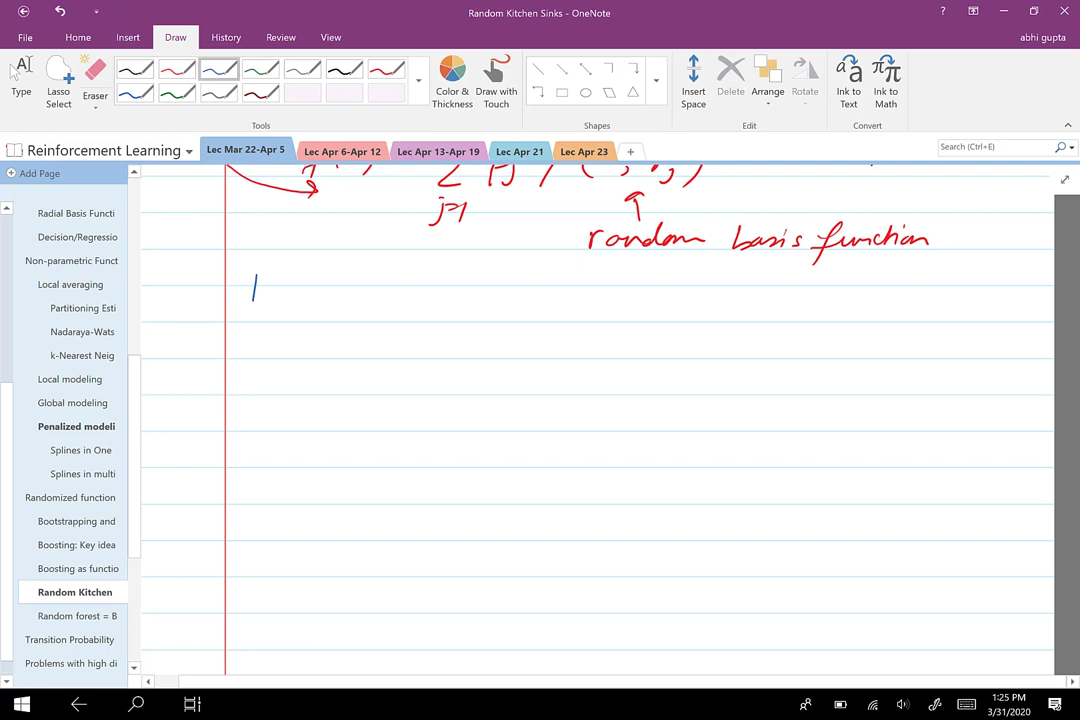 Random Kitchen Sinks - OneNote
File Home Insert Draw History Review View
abhi gupta
Type
Lasso Select
Eraser
Color & Thickness
Draw with Touch
Insert Space
Delete
Arrange
Rotate
Ink to Text
Ink to Math
Tools
Shapes
Edit
Convert
Reinforcement Learning
Lec Mar 22-Apr 5
Lec Apr 6-Apr 12
Lec Apr 13-Apr 19
Lec Apr 21
Lec Apr 23
Search (Ctrl+E)
Add Page
Radial Basis Functi
Decision/Regressio
Non-parametric Funct
Local averaging
Partitioning Esti
Nadaraya-Wats
k-Nearest Neig
Local modeling
Global modeling
Penalized modeli
Splines in One
Splines in multi
Randomized function
Bootstrapping and
Boosting: Key idea
Boosting as functio
Random Kitchen
Random forest = B
Transition Probability
Problems with high di
j=1
random basis function
1:25 PM
3/31/2020